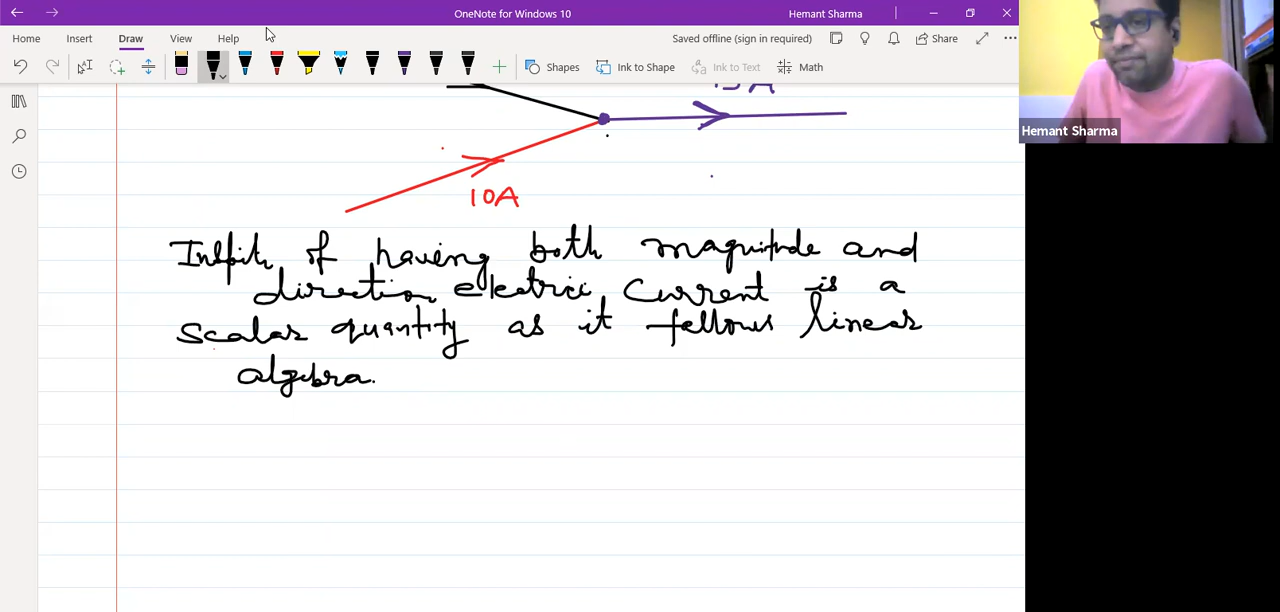 OneNote for Windows 10
Hemant Sharma
Home Insert Draw View Help
Saved offline (sign in required)
Share
Shapes
Ink to Shape
Ink to Text
Math
Hemant Sharma
10A
Inspite of having both magnitude and
direction electric current is a
scalar quantity as it follows linear
algebra.